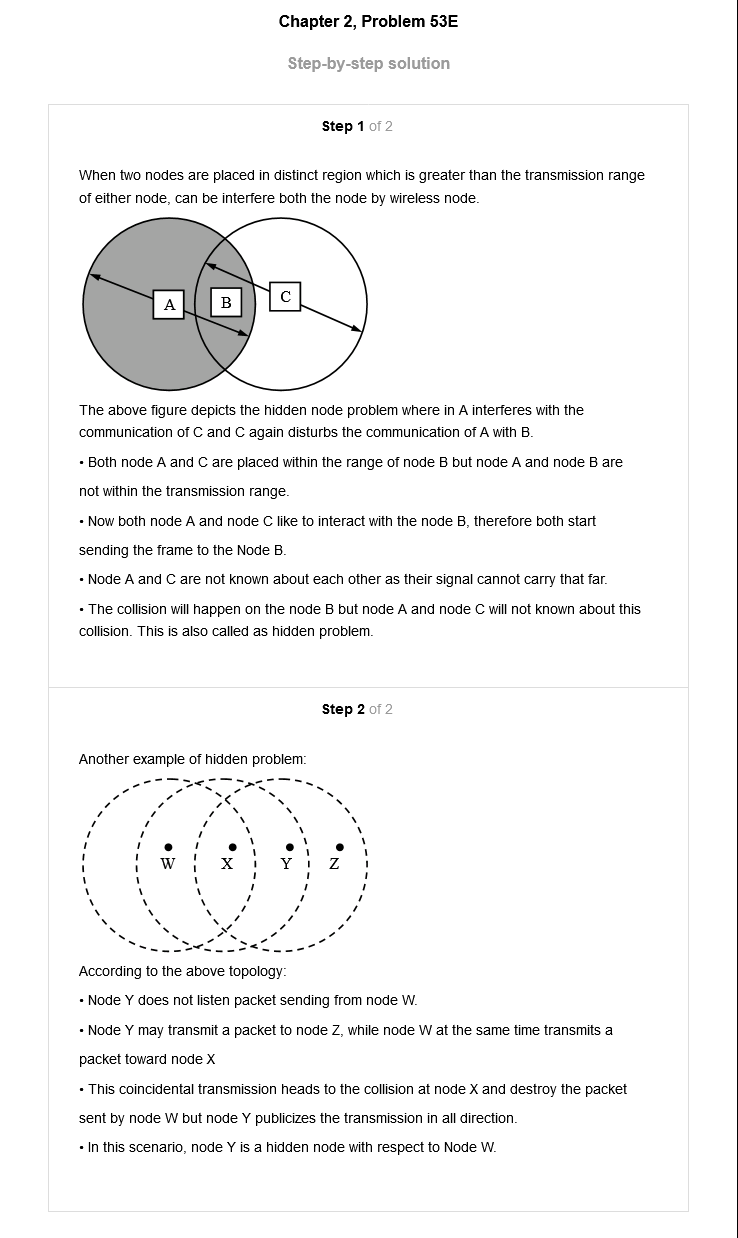 Chapter 2, Problem 53E
Step-by-step solution
Step 1 of 2
When two nodes are placed in distinct region which is greater than the transmission range
of either node, can be interfere both the node by wireless node.
A B C
The above figure depicts the hidden node problem where in A interferes with the
communication of C and C again disturbs the communication of A with B.
• Both node A and C are placed within the range of node B but node A and node B are
not within the transmission range.
• Now both node A and node C like to interact with the node B, therefore both start
sending the frame to the Node B.
• Node A and C are not known about each other as their signal cannot carry that far.
• The collision will happen on the node B but node A and node C will not known about this
collision. This is also called as hidden problem.
Step 2 of 2
Another example of hidden problem:
W X Y Z
According to the above topology:
• Node Y does not listen packet sending from node W.
• Node Y may transmit a packet to node Z, while node W at the same time transmits a
packet toward node X
• This coincidental transmission heads to the collision at node X and destroy the packet
sent by node W but node Y publicizes the transmission in all direction.
• In this scenario, node Y is a hidden node with respect to Node W.